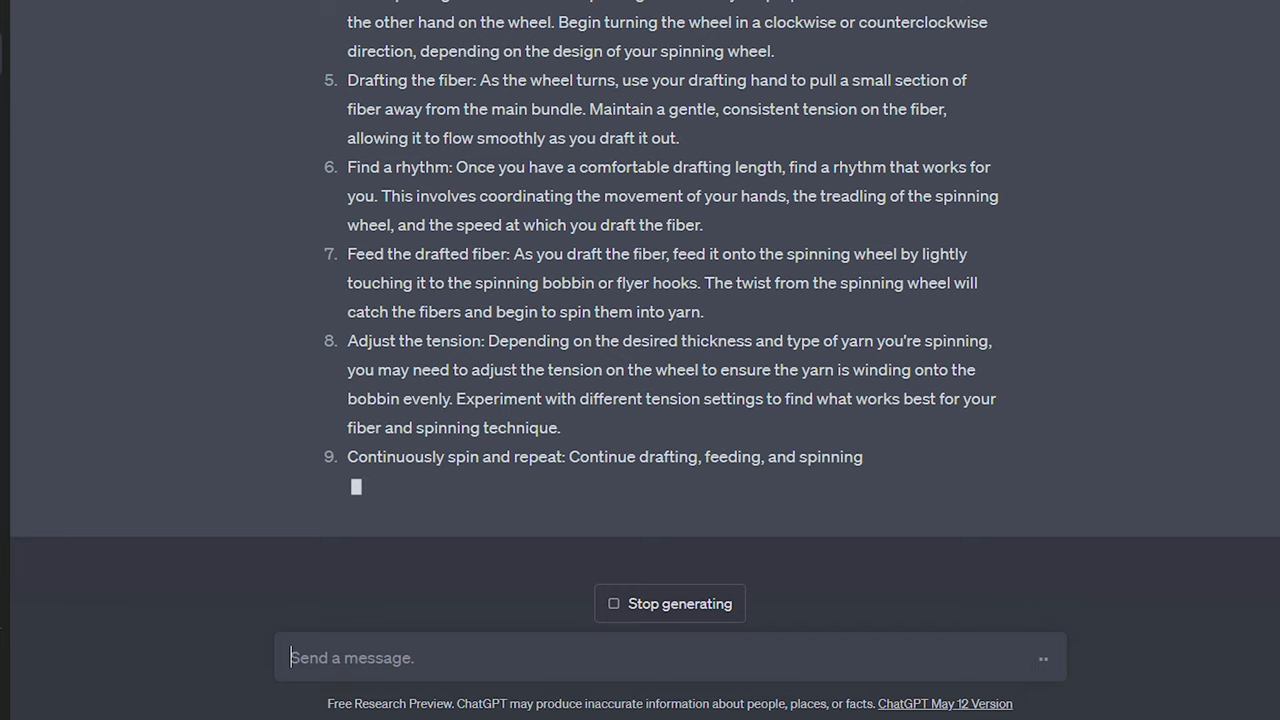 the other hand on the wheel. Begin turning the wheel in a clockwise or counterclockwise
direction, depending on the design of your spinning wheel.
5. Drafting the fiber: As the wheel turns, use your drafting hand to pull a small section of
fiber away from the main bundle. Maintain a gentle, consistent tension on the fiber,
allowing it to flow smoothly as you draft it out.
6. Find a rhythm: Once you have a comfortable drafting length, find a rhythm that works for
you. This involves coordinating the movement of your hands, the treadling of the spinning
wheel, and the speed at which you draft the fiber.
7. Feed the drafted fiber: As you draft the fiber, feed it onto the spinning wheel by lightly
touching it to the spinning bobbin or flyer hooks. The twist from the spinning wheel will
catch the fibers and begin to spin them into yarn.
8. Adjust the tension: Depending on the desired thickness and type of yarn you're spinning,
you may need to adjust the tension on the wheel to ensure the yarn is winding onto the
bobbin evenly. Experiment with different tension settings to find what works best for your
fiber and spinning technique.
9. Continuously spin and repeat: Continue drafting, feeding, and spinning
Stop generating
Send a message.
Free Research Preview. ChatGPT may produce inaccurate information about people, places, or facts. ChatGPT May 12 Version